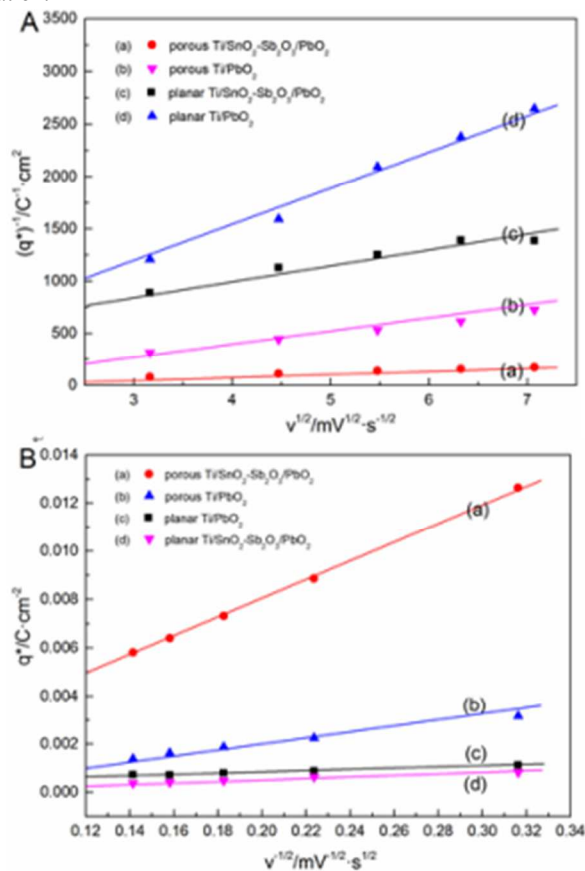 A
3500
3000
2500
2000
1500
1000
500
0
(q*)⁻¹/C⁻¹·cm²
(a) porous Ti/SnO₂-Sb₂O₃/PbO₂
(b) porous Ti/PbO₂
(c) planar Ti/SnO₂-Sb₂O₃/PbO₂
(d) planar Ti/PbO₂
(d)
(c)
(b)
(a)
3 4 5 6 7
v¹/²/mV¹/²·s⁻¹/²
B
0.014
0.012
0.010
0.008
0.006
0.004
0.002
0.000
q*/C·cm⁻²
(a) porous Ti/SnO₂-Sb₂O₃/PbO₂
(b) porous Ti/PbO₂
(c) planar Ti/PbO₂
(d) planar Ti/SnO₂-Sb₂O₃/PbO₂
(a)
(b)
(c)
(d)
0.12 0.14 0.16 0.18 0.20 0.22 0.24 0.26 0.28 0.30 0.32 0.34
v⁻¹/²/mV⁻¹/²·s¹/²